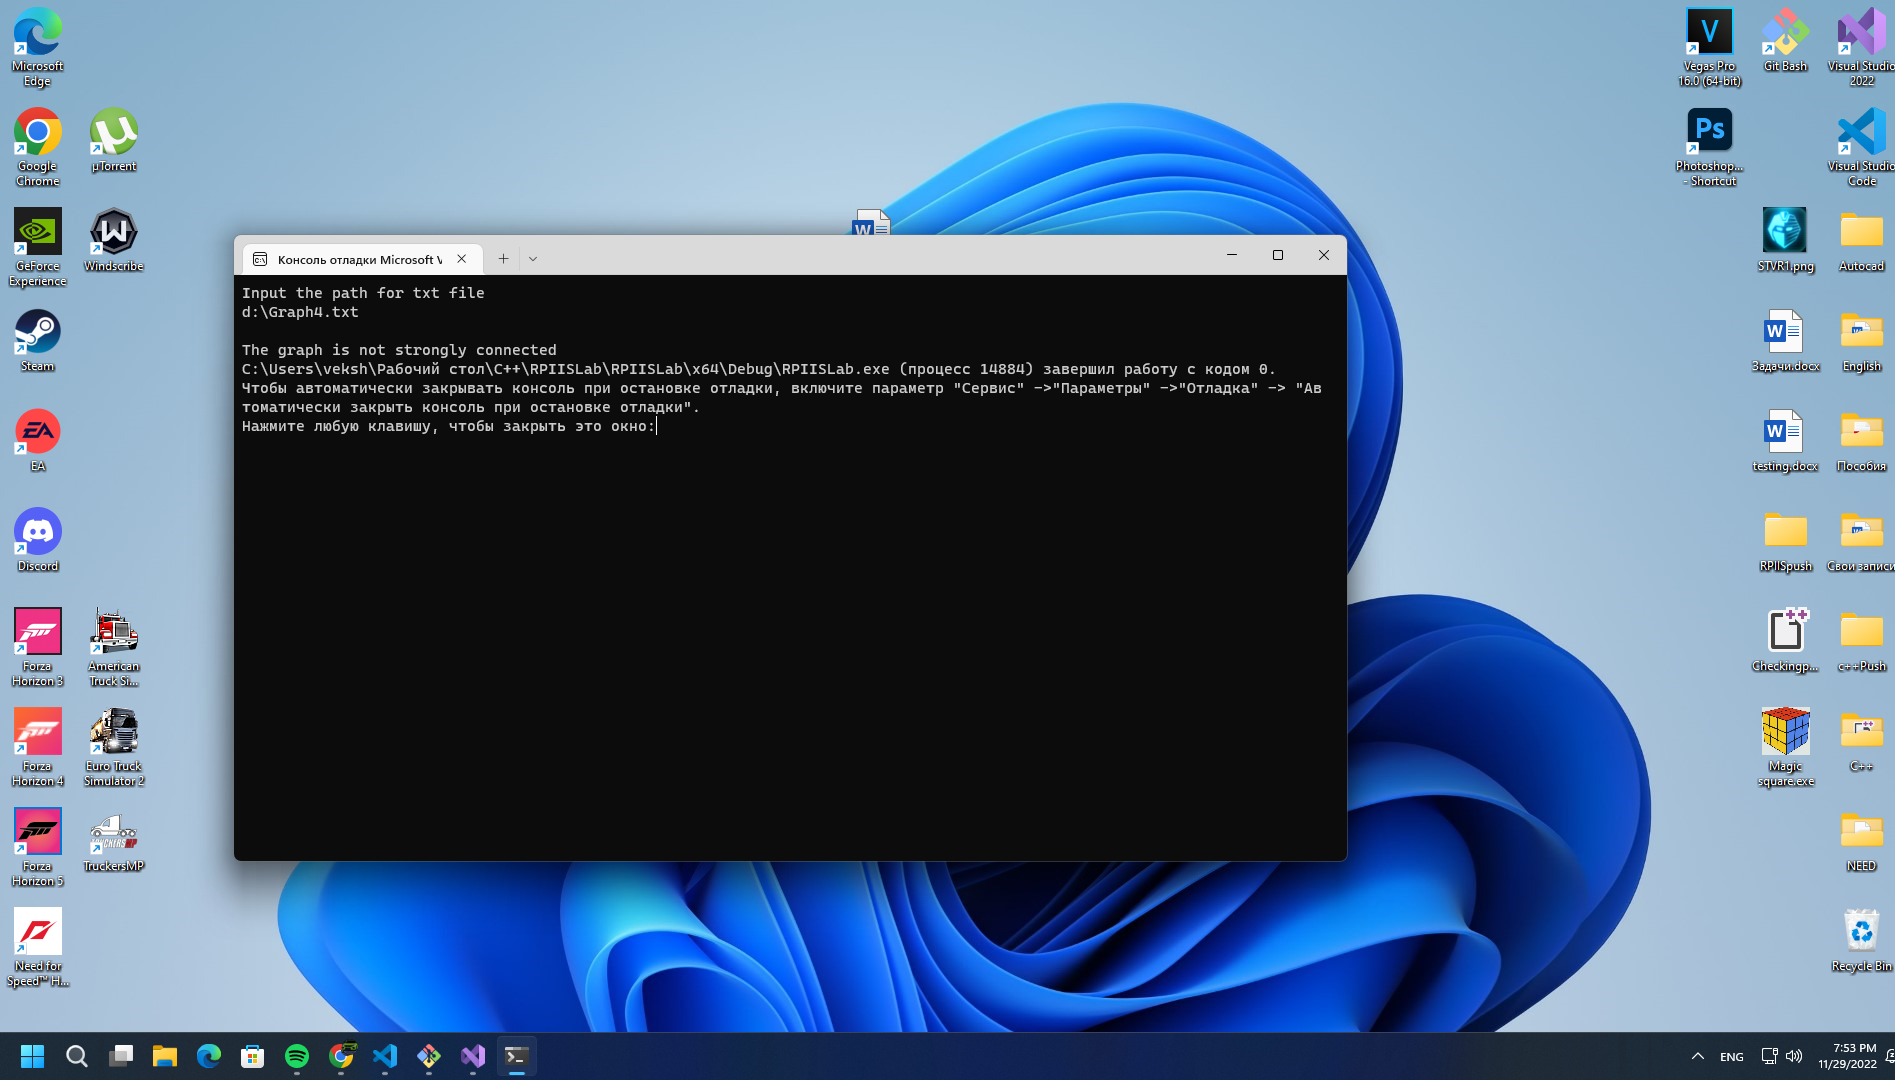 Microsoft
Edge
Google
Chrome
µTorrent
GeForce
Experience
Windscribe
Steam
EA
Discord
Forza
Horizon 3
American
Truck Si...
Forza
Horizon 4
Euro Truck
Simulator 2
Forza
Horizon 5
TruckersMP
Need for
Speed™ H...
Консоль отладки Microsoft V
Input the path for txt file
d:\Graph4.txt
The graph is not strongly connected
C:\Users\veksh\Рабочий стол\C++\RPIISLab\RPIISLab\x64\Debug\RPIISLab.exe (процесс 14884) завершил работу с кодом 0.
Чтобы автоматически закрывать консоль при остановке отладки, включите параметр "Сервис" ->"Параметры" ->"Отладка" -> "Ав
томатически закрыть консоль при остановке отладки".
Нажмите любую клавишу, чтобы закрыть это окно:
Vegas Pro
16.0 (64-bit)
Git Bash
Visual Studio
2022
Photoshop...
- Shortcut
Visual Studio
Code
STVR1.png
Autocad
Задачи.docx
English
testing.docx
Пособия
RPIISpush
Свои записи
Checkingp...
c++Push
Magic
square.exe
C++
NEED
Recycle Bin
ENG
7:53 PM
11/29/2022